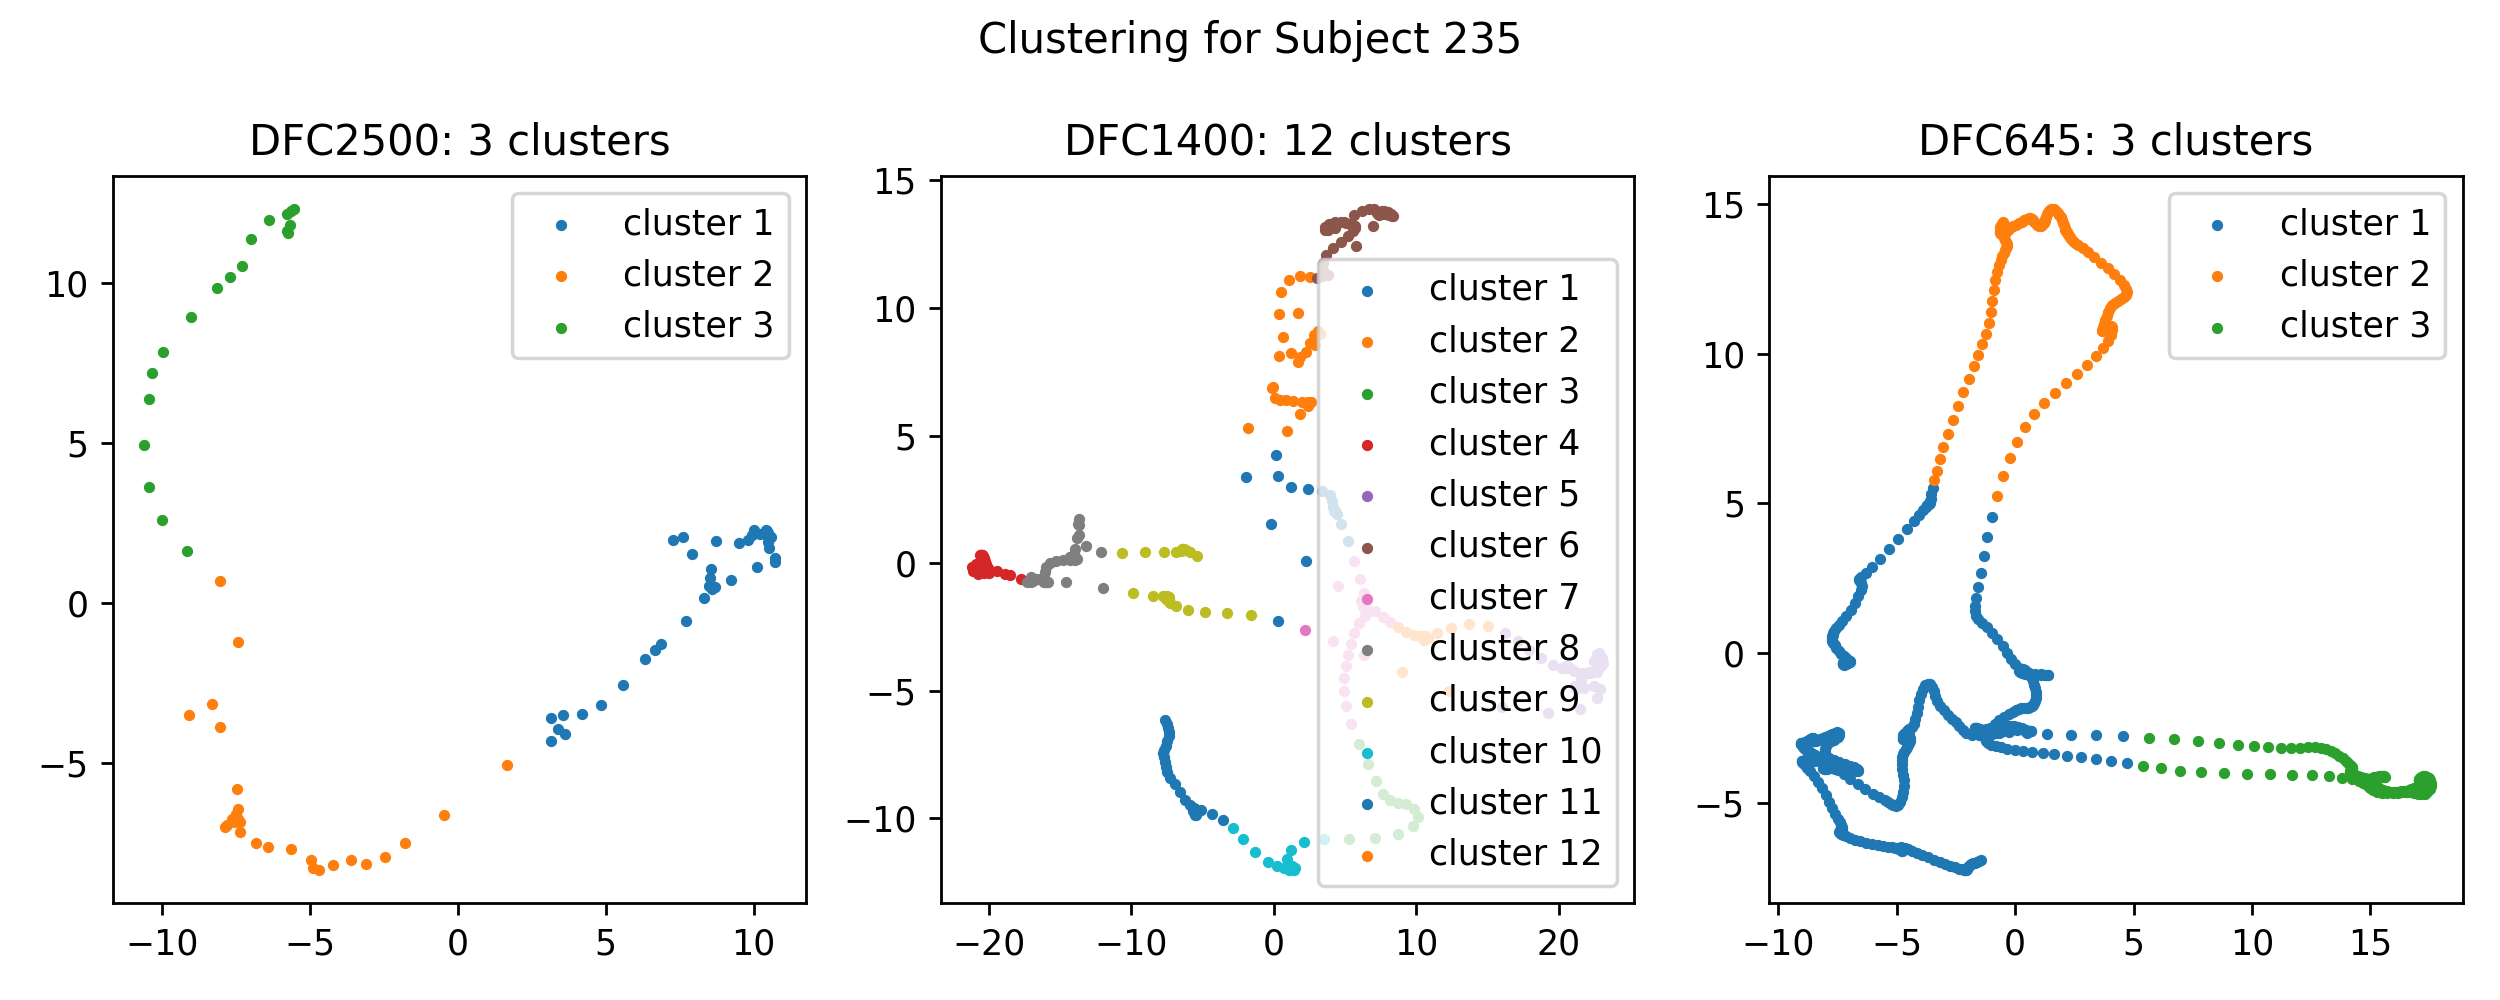 Clustering for Subject 235
DFC2500: 3 clusters
10
5
0
−5
−10
−5
0
5
10
cluster 1
cluster 2
cluster 3
DFC1400: 12 clusters
15
10
5
0
−5
−10
−20
−10
0
10
20
cluster 1
cluster 2
cluster 3
cluster 4
cluster 5
cluster 6
cluster 7
cluster 8
cluster 9
cluster 10
cluster 11
cluster 12
DFC645: 3 clusters
15
10
5
0
−5
−10
−5
0
5
10
15
cluster 1
cluster 2
cluster 3